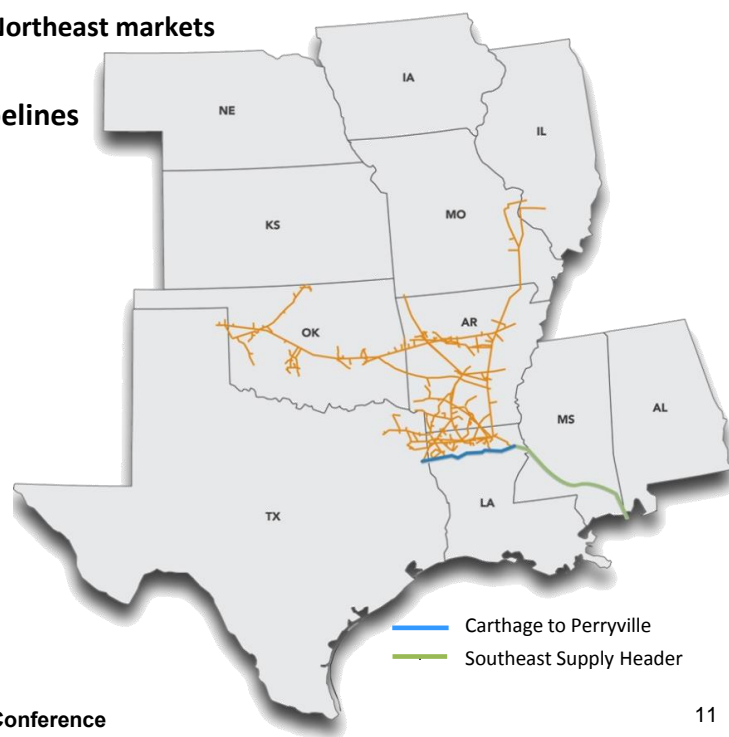 Northeast markets
IA
NE
elines
IL
MO
KS
AR
OK
MS
AL
LA
TX
Carthage to Perryville
Southeast Supply Header
Conference
11